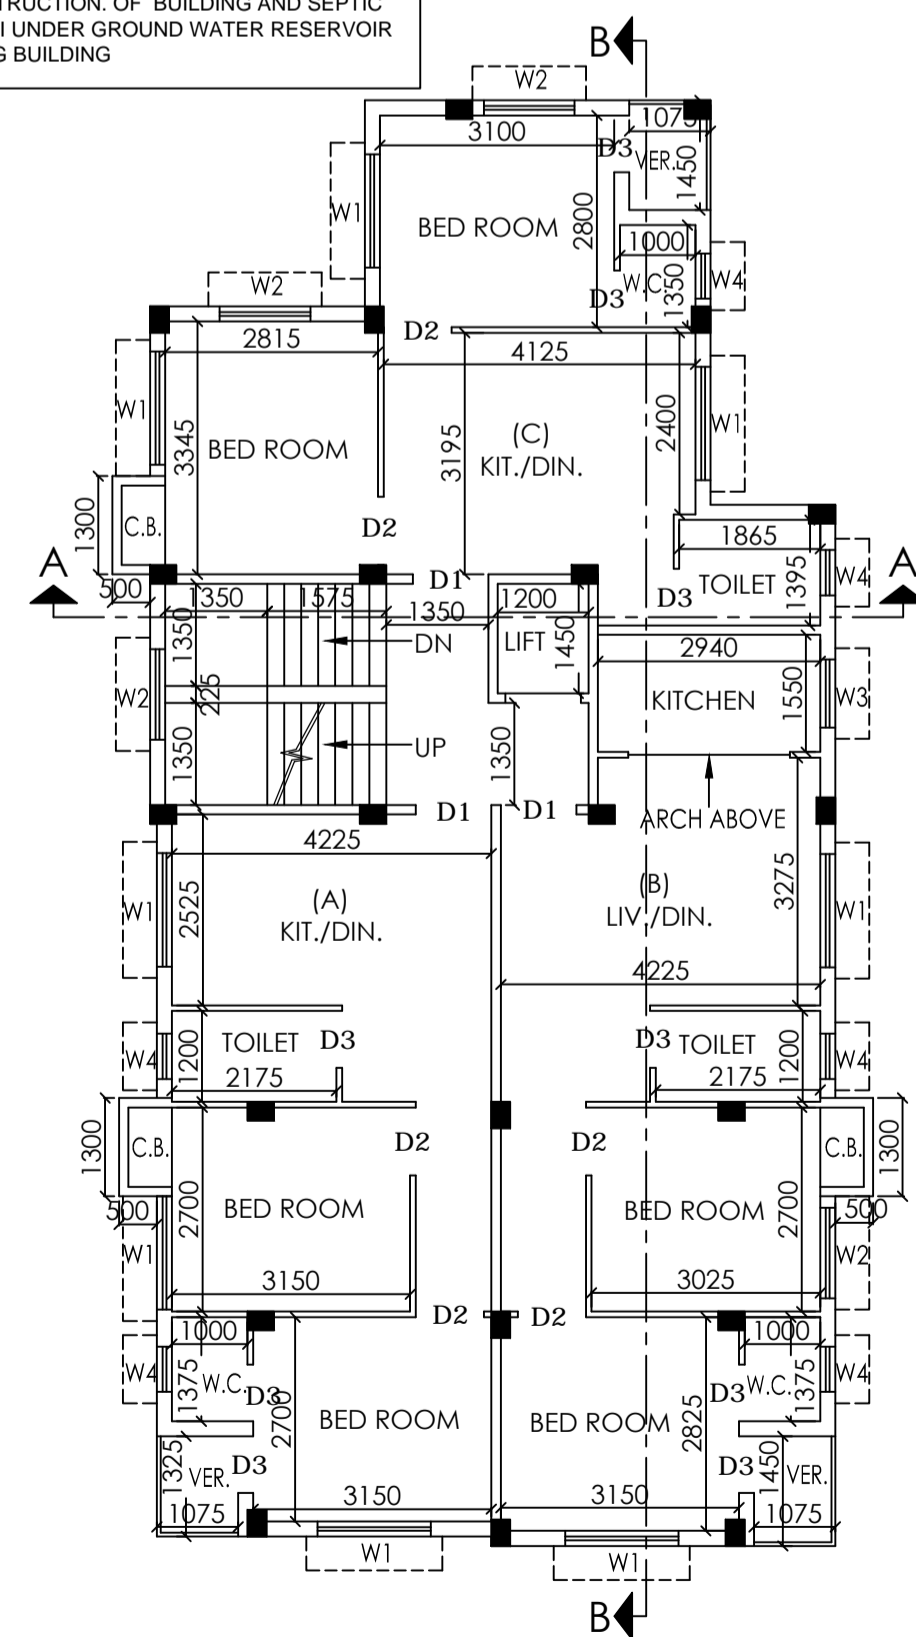 TRUCTION. OF BUILDING AND SEPTIC
I UNDER GROUND WATER RESERVOIR
G BUILDING
B
W2
3100
1075
D3
VER.
1450
W1
BED ROOM
2800
1000
W.C.
1350
W4
D3
W2
D2
2815
4125
W1
3345
BED ROOM
3195
(C)
KIT./DIN.
2400
W1
1300
C.B.
D2
1865
A
500
D1
TOILET
1395
W4
A
1350
1575
1350
1200
D3
1350
DN
LIFT
1450
2940
W2
225
KITCHEN
1550
W3
1350
UP
1350
D1
D1
ARCH ABOVE
4225
W1
2525
(A)
KIT./DIN.
(B)
LIV./DIN.
3275
W1
4225
W4
TOILET
D3
D3
TOILET
1200
W4
1200
2175
2175
1300
C.B.
D2
D2
C.B.
1300
500
2700
BED ROOM
BED ROOM
2700
500
W1
W2
3150
3025
D2
D2
1000
1000
W4
1375
W.C.
D3
2700
BED ROOM
BED ROOM
2825
D3
W.C.
1375
W4
1325
VER.
D3
D3
1450
VER.
1075
3150
3150
1075
W1
W1
B